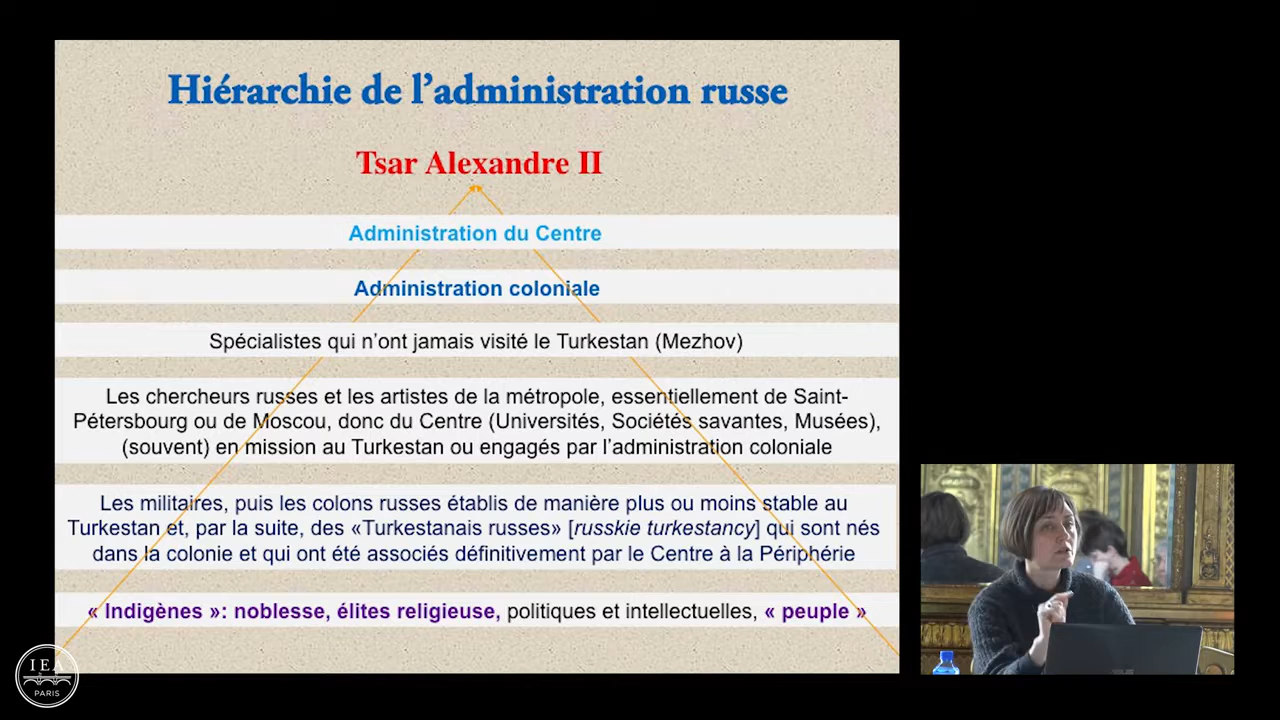 Hiérarchie de l’administration russe
Tsar Alexandre II
Administration du Centre
Administration coloniale
Spécialistes qui n’ont jamais visité le Turkestan (Mezhov)
Les chercheurs russes et les artistes de la métropole, essentiellement de Saint-
Pétersbourg ou de Moscou, donc du Centre (Universités, Sociétés savantes, Musées),
(souvent) en mission au Turkestan ou engagés par l’administration coloniale
Les militaires, puis les colons russes établis de manière plus ou moins stable au
Turkestan et, par la suite, des «Turkestanais russes» [russkie turkestancy] qui sont nés
dans la colonie et qui ont été associés définitivement par le Centre à la Périphérie
« Indigènes »: noblesse, élites religieuse, politiques et intellectuelles, « peuple »
IEA
PARIS